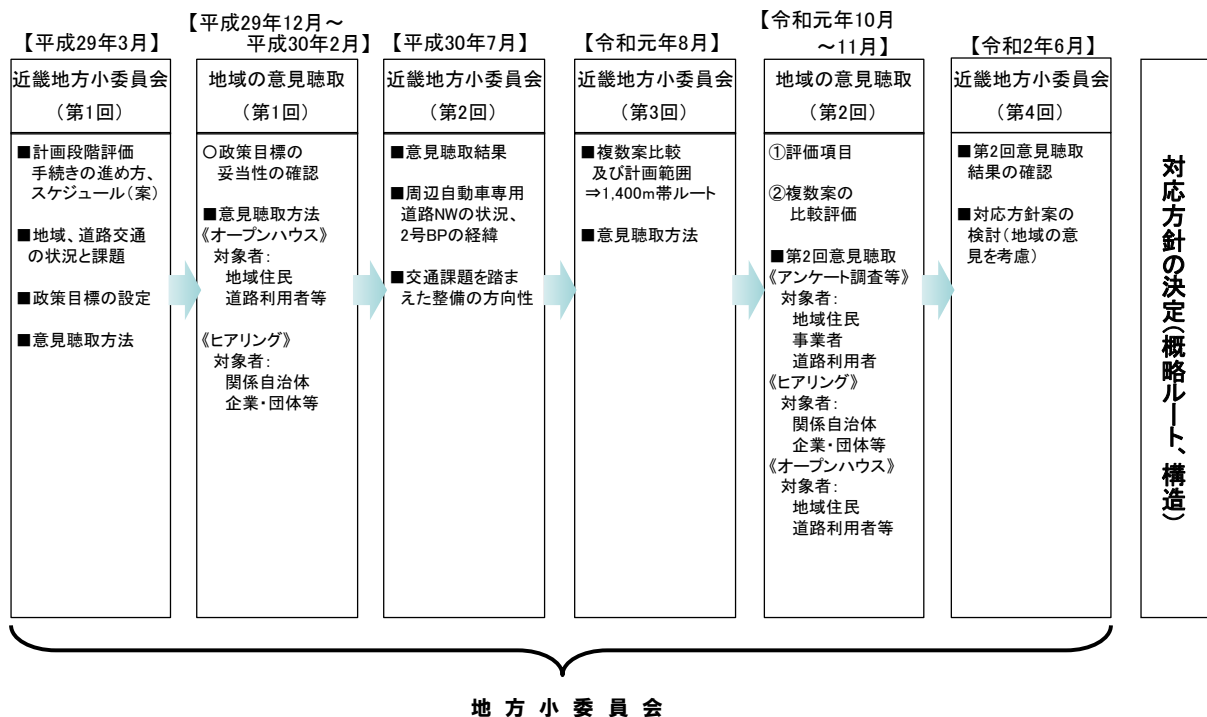 【平成29年3月】
近畿地方小委員会
（第1回）
■計画段階評価
手続きの進め方、
スケジュール（案）
■地域、道路交通
の状況と課題
■政策目標の設定
■意見聴取方法
【平成29年12月～
平成30年2月】
地域の意見聴取
（第1回）
○政策目標の
妥当性の確認
■意見聴取方法
《オープンハウス》
対象者：
地域住民
道路利用者等
《ヒアリング》
対象者：
関係自治体
企業・団体等
【平成30年7月】
近畿地方小委員会
（第2回）
■意見聴取結果
■周辺自動車専用
道路NWの状況、
2号BPの経緯
■交通課題を踏ま
えた整備の方向性
【令和元年8月】
近畿地方小委員会
（第3回）
■複数案比較
及び計画範囲
⇒1,400m帯ルート
■意見聴取方法
【令和元年10月
～11月】
地域の意見聴取
（第2回）
①評価項目
②複数案の
比較評価
■第2回意見聴取
《アンケート調査等》
対象者：
地域住民
事業者
道路利用者
《ヒアリング》
対象者：
関係自治体
企業・団体等
《オープンハウス》
対象者：
地域住民
道路利用者等
【令和2年6月】
近畿地方小委員会
（第4回）
■第2回意見聴取
結果の確認
■対応方針案の
検討（地域の意
見を考慮）
対応方針の決定（概略ルート、構造）
地方小委員会